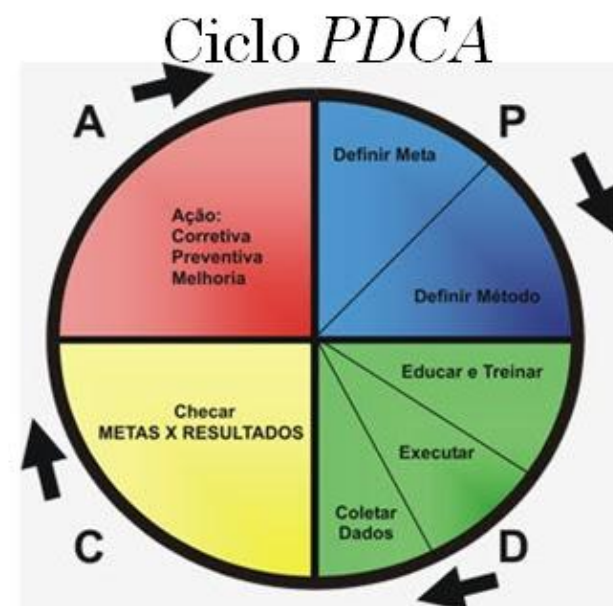 Ciclo PDCA
A
P
Definir Meta
Ação:
Corretiva
Preventiva
Melhoria
Definir Método
Educar e Treinar
Checar
METAS X RESULTADOS
Executar
Coletar
Dados
C
D